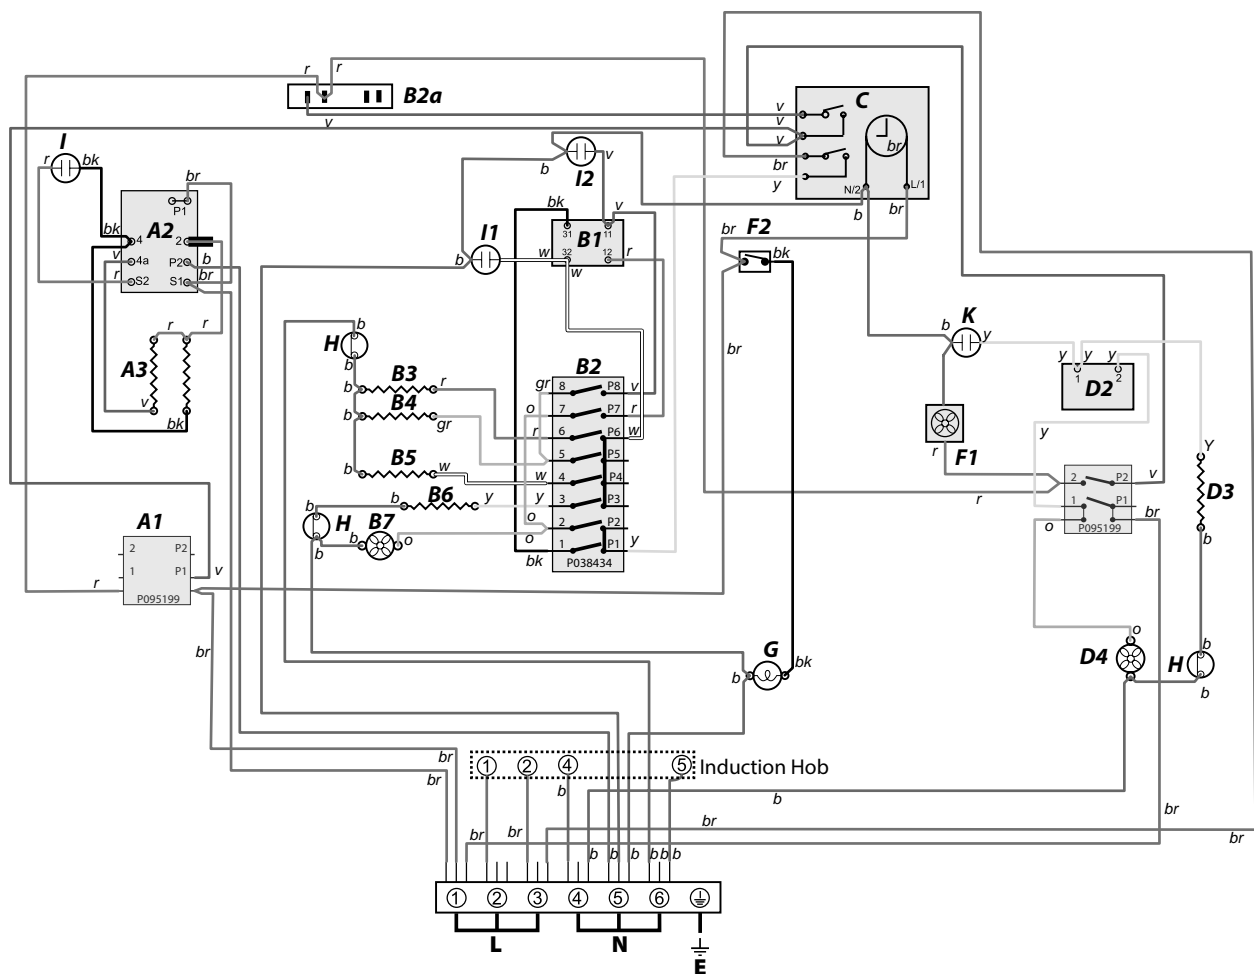 r
r
B2a
v
C
v
v
v
br
br
y
N/2
L/1
b
br
I
r
bk
br
P1
A2
bk
4
2
v
4a
P2
b
r
S2
S1
br
r
r
A3
v
bk
I2
b
v
bk
v
31
11
B1
32
12
w
w
r
I1
b
F2
br
bk
br
K
b
y
y
y
y
1
2
D2
b
H
b
b
B3
r
b
B4
gr
b
B5
w
b
B6
y
H
B7
b
b
o
B2
gr
8
P8
v
o
7
P7
r
r
6
P6
w
5
P5
w
4
P4
y
3
P3
o
2
P2
o
1
P1
y
bk
P038434
F1
r
r
y
Y
D3
b
2
P2
v
1
P1
br
o
P095199
A1
2
P2
1
P1
v
r
P095199
br
G
b
bk
o
D4
b
H
b
br
br
1
2
4
5
Induction Hob
b
b
br
br
br
br
b
b
b
b
b
b
b
1
2
3
4
5
6
L
N
E